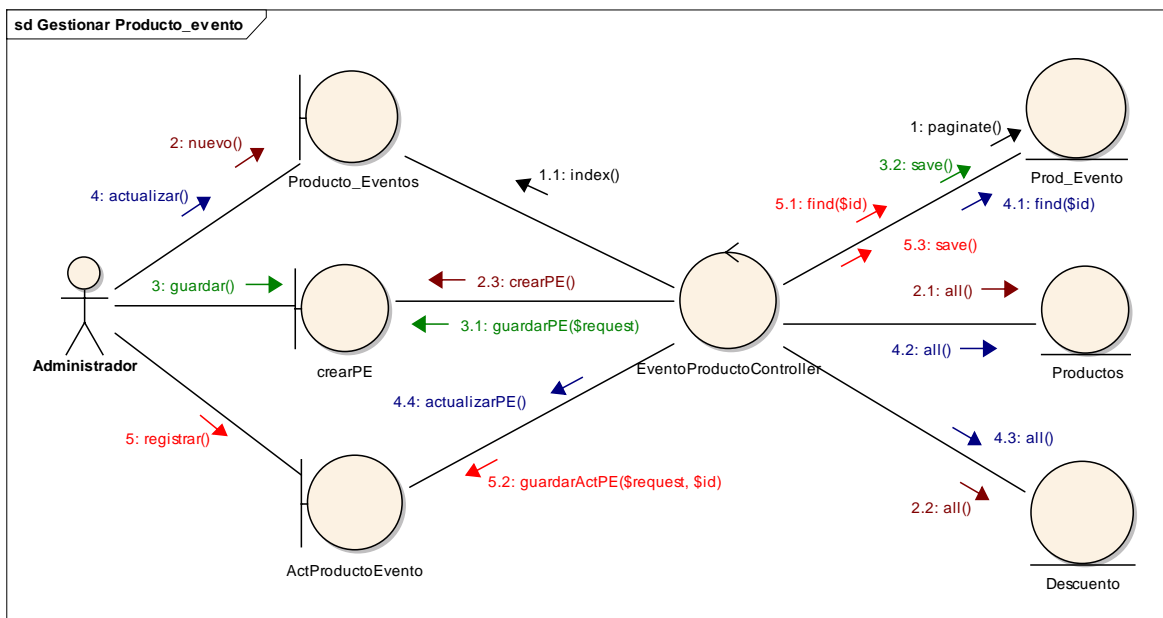 sd Gestionar Producto_evento
1: paginate()
2: nuevo()
3.2: save()
1.1: index()
Producto_Eventos
Prod_Evento
4: actualizar()
5.1: find($id)
4.1: find($id)
5.3: save()
3: guardar()
2.3: crearPE()
2.1: all()
3.1: guardarPE($request)
4.2: all()
Administrador
crearPE
EventoProductoController
Productos
4.4: actualizarPE()
5: registrar()
4.3: all()
5.2: guardarActPE($request, $id)
2.2: all()
ActProductoEvento
Descuento